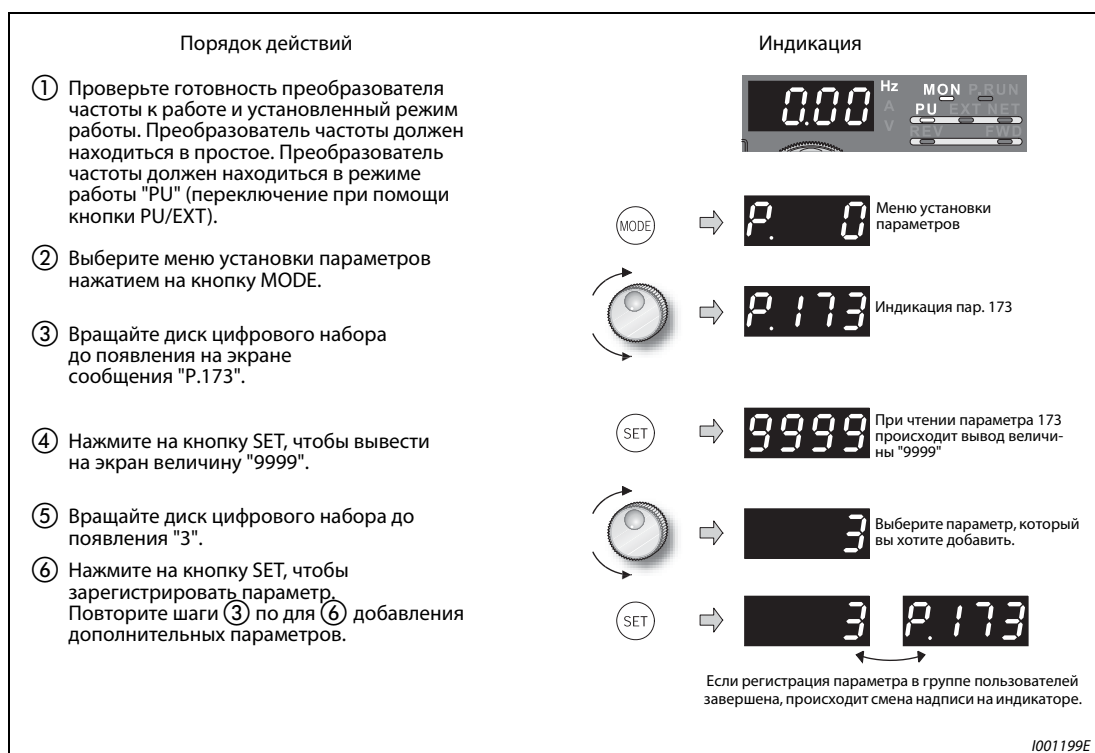 Порядок действий
① Проверьте готовность преобразователя
частоты к работе и установленный режим
работы. Преобразователь частоты должен
находиться в простое. Преобразователь
частоты должен находиться в режиме
работы "PU" (переключение при помощи
кнопки PU/EXT).
② Выберите меню установки параметров
нажатием на кнопку MODE.
③ Вращайте диск цифрового набора
до появления на экране
сообщения "P.173".
④ Нажмите на кнопку SET, чтобы вывести
на экран величину "9999".
⑤ Вращайте диск цифрового набора до
появления "3".
⑥ Нажмите на кнопку SET, чтобы
зарегистрировать параметр.
Повторите шаги ③ по для ⑥ добавления
дополнительных параметров.
Индикация
0.00 Hz MON P.RUN
A PU EXT NET
V REV FWD
MODE P. 0 Меню установки
параметров
P.173 Индикация пар. 173
SET 9999 При чтении параметра 173
происходит вывод величи-
ны "9999"
3 Выберите параметр, который
вы хотите добавить.
SET 3 P.173
Если регистрация параметра в группе пользователей
завершена, происходит смена надписи на индикаторе.
I001199E